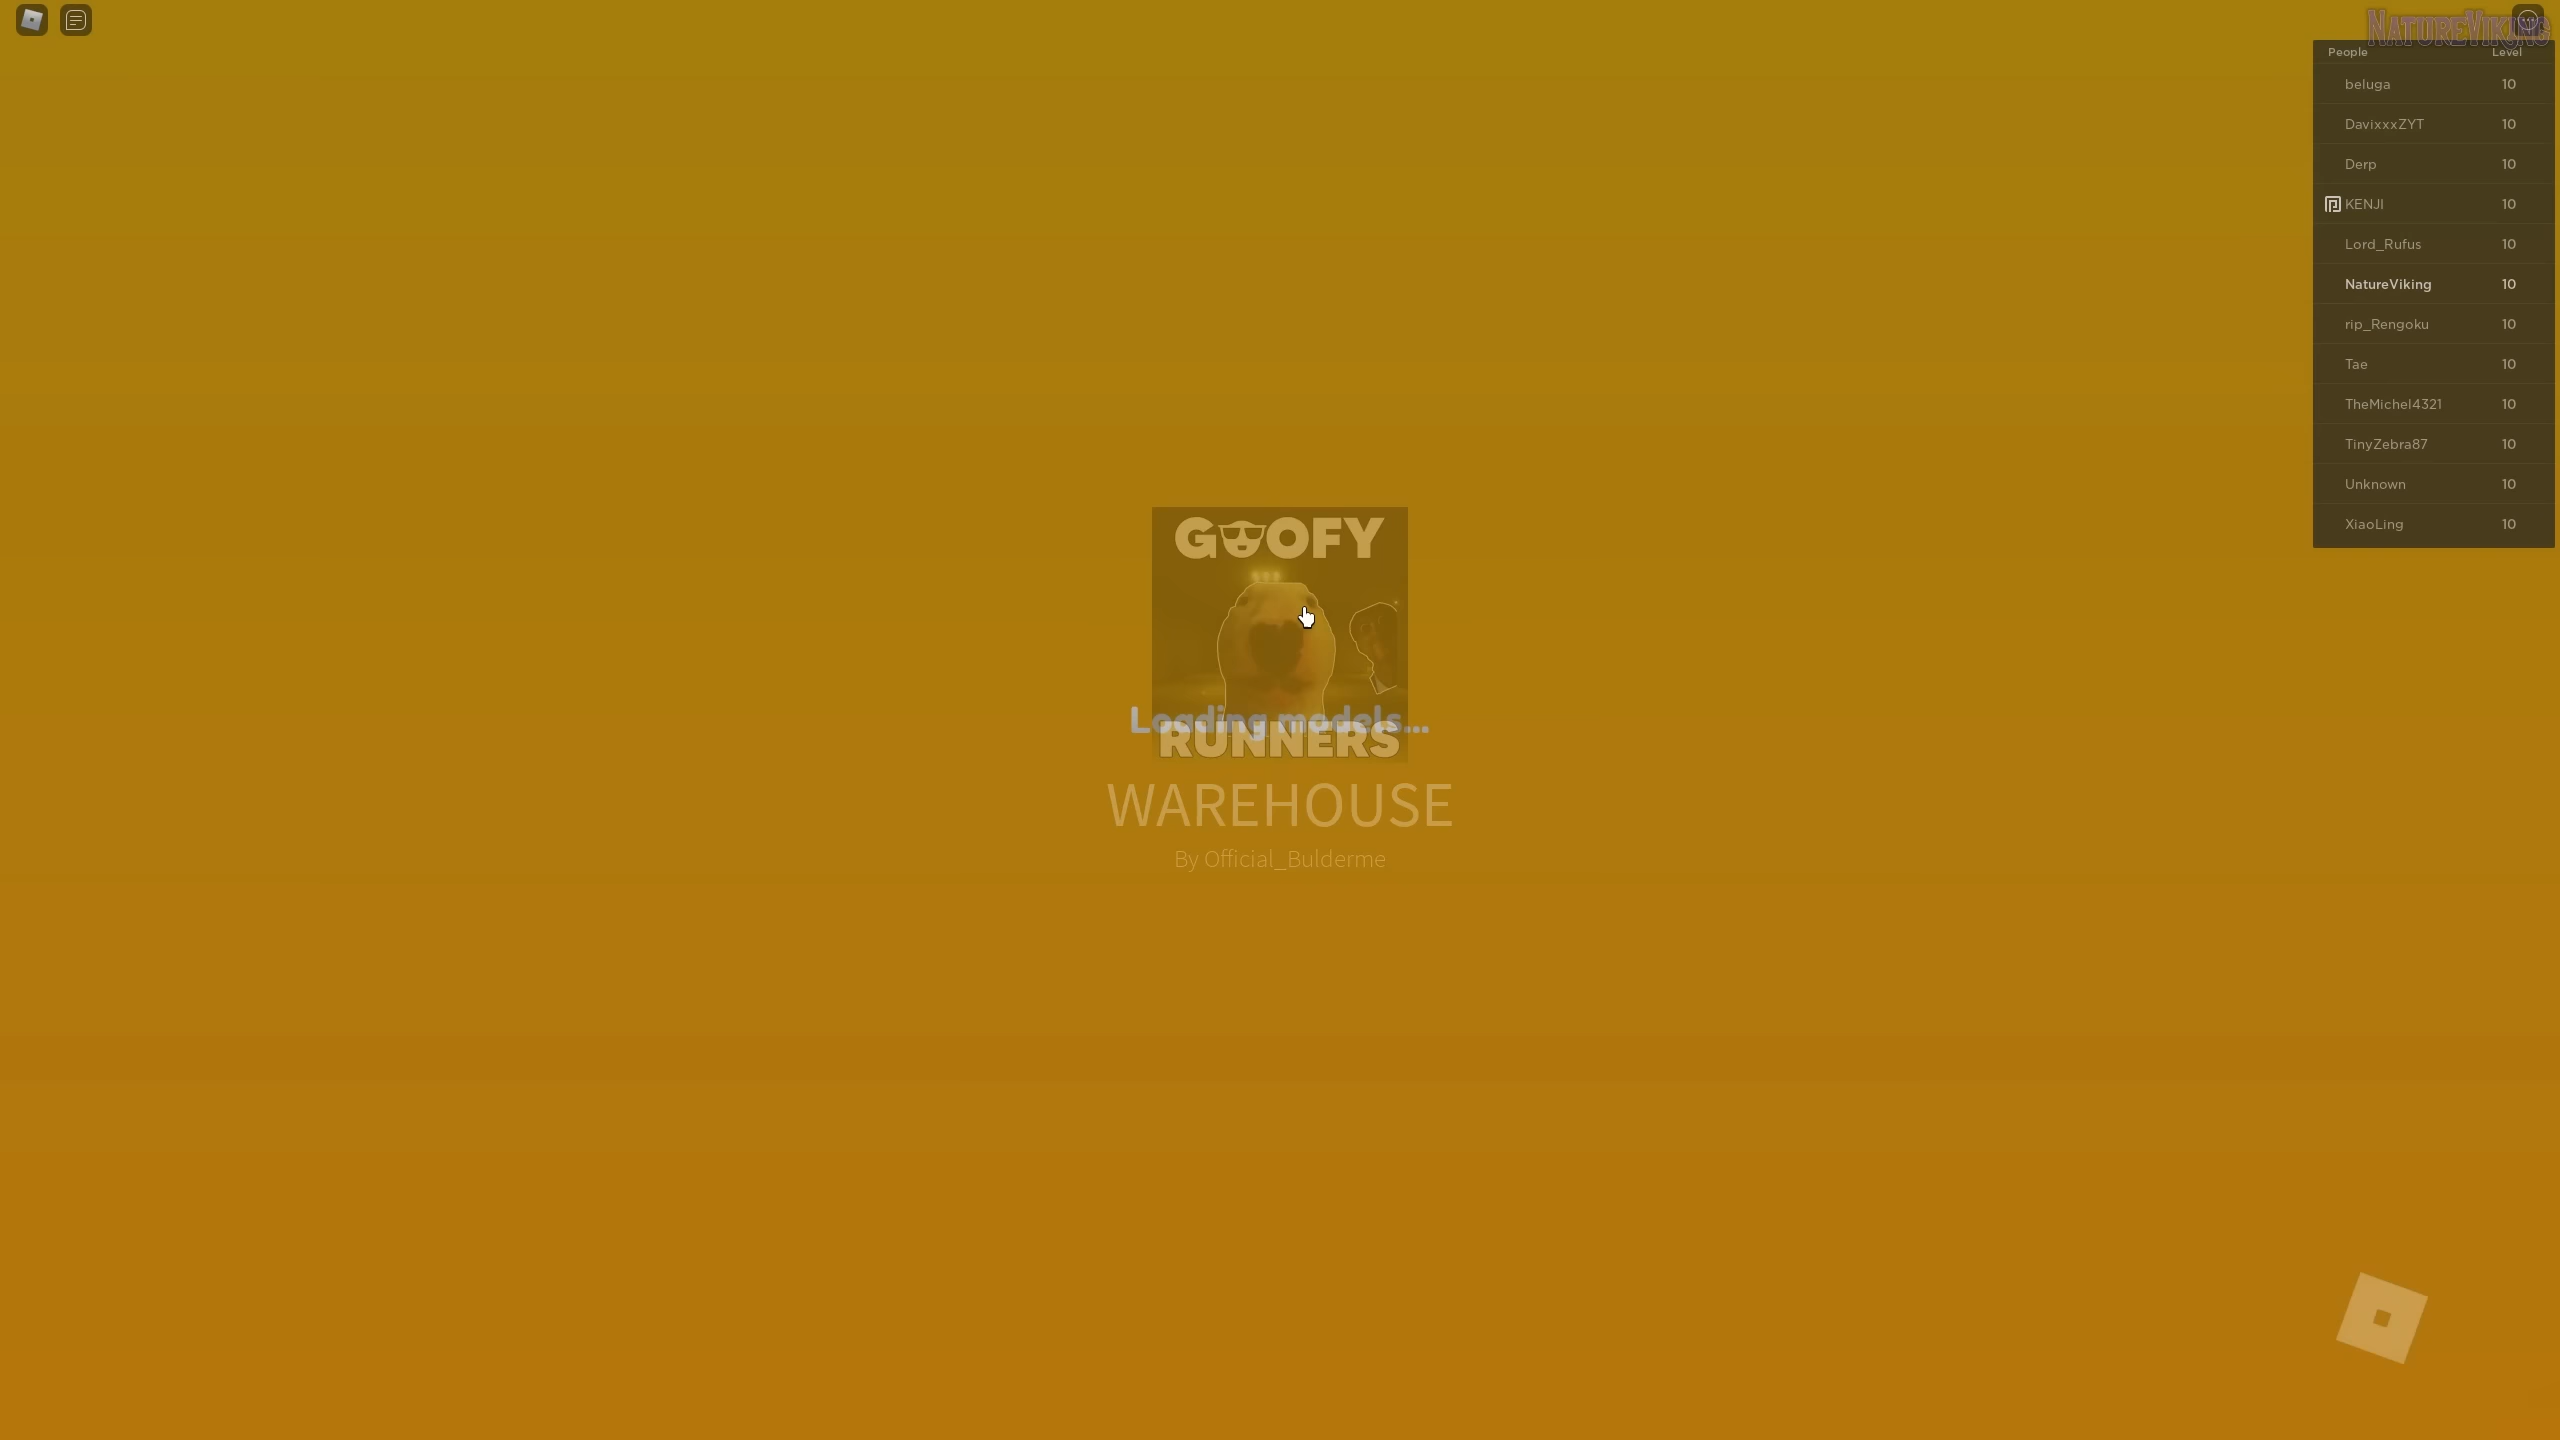 NATUREVIKING
People Level
beluga 10
DavixxxZYT 10
Derp 10
KENJI 10
Lord_Rufus 10
NatureViking 10
rip_Rengoku 10
Tae 10
TheMichel4321 10
TinyZebra87 10
Unknown 10
XiaoLing 10
GOOFY
Loading models...
RUNNERS
WAREHOUSE
By Official_Bulderme